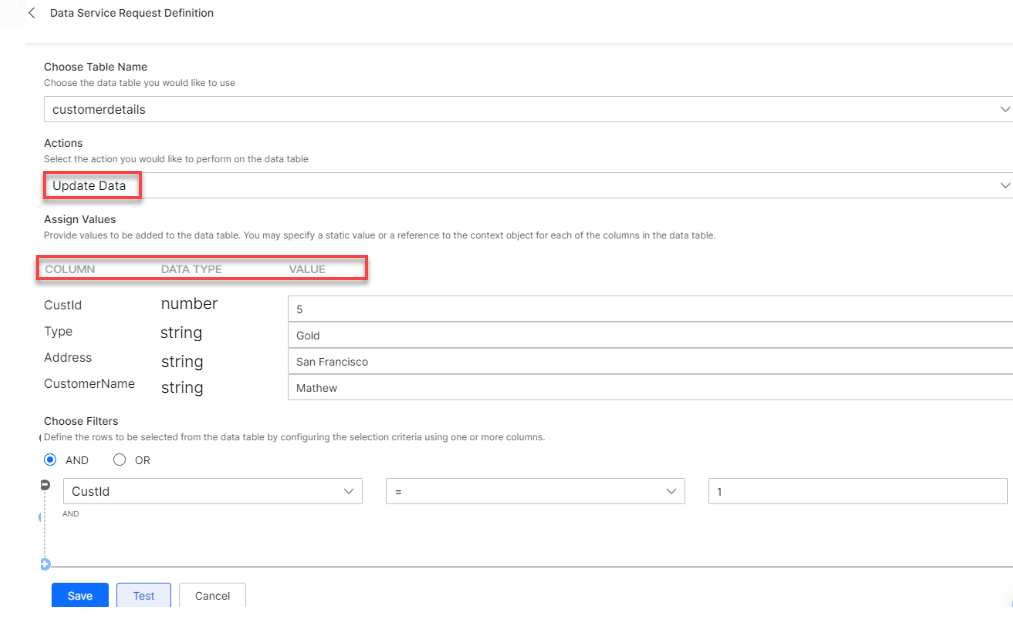 Data Service Request Definition
Choose Table Name
Choose the data table you would like to use
customerdetails
Actions
Select the action you would like to perform on the data table
Update Data
Assign Values
Provide values to be added to the data table. You may specify a static value or a reference to the context object for each of the columns in the data table.
COLUMN DATA TYPE VALUE
CustId number 5
Type string Gold
Address string San Francisco
CustomerName string Mathew
Choose Filters
Define the rows to be selected from the data table by configuring the selection criteria using one or more columns.
AND OR
CustId = 1
AND
Save Test Cancel